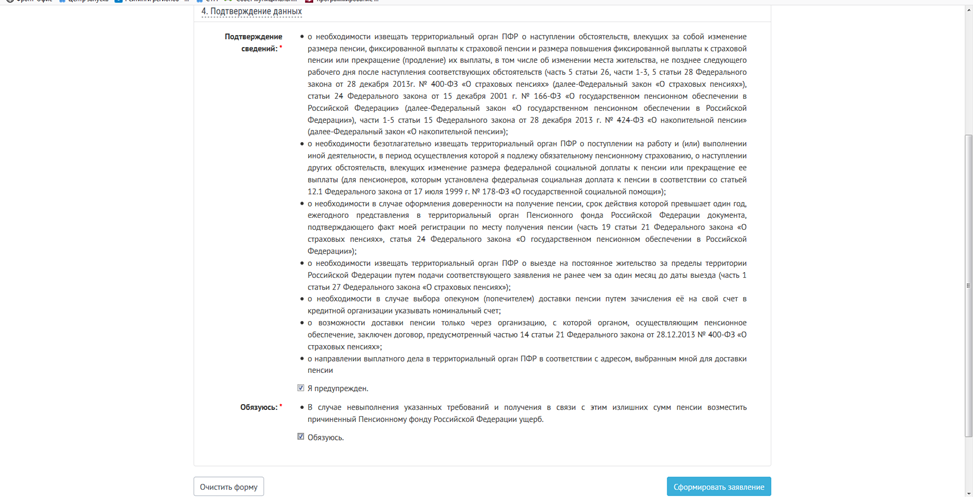 4. Подтверждение данных
Подтверждение
сведений: *
• о необходимости извещать территориальный орган ПФР о наступлении обстоятельств, влекущих за собой изменение
размера пенсии, фиксированной выплаты к страховой пенсии и размера повышения фиксированной выплаты к страховой
пенсии или прекращение (продление) их выплаты, в том числе об изменении места жительства, не позднее следующего
рабочего дня после наступления соответствующих обстоятельств (часть 5 статьи 26, части 1-3, 5 статьи 28 Федерального
закона от 28 декабря 2013г. № 400-ФЗ «О страховых пенсиях» (далее-Федеральный закон «О страховых пенсиях»),
статьи 24 Федерального закона от 15 декабря 2001 г. № 166-ФЗ «О государственном пенсионном обеспечении в
Российской Федерации» (далее-Федеральный закон «О государственном пенсионном обеспечении в Российской
Федерации»), части 1-5 статьи 15 Федерального закона от 28 декабря 2013 г. № 424-ФЗ «О накопительной пенсии»
(далее-Федеральный закон «О накопительной пенсии»);
• о необходимости безотлагательно извещать территориальный орган ПФР о поступлении на работу и (или) выполнении
иной деятельности, в период осуществления которой я подлежу обязательному пенсионному страхованию, о наступлении
других обстоятельств, влекущих изменение размера федеральной социальной доплаты к пенсии или прекращение ее
выплаты (для пенсионеров, которым установлена федеральная социальная доплата к пенсии в соответствии со статьей
12.1 Федерального закона от 17 июля 1999 г. № 178-ФЗ «О государственной социальной помощи»);
• о необходимости в случае оформления доверенности на получение пенсии, срок действия которой превышает один год,
ежегодного представления в территориальный орган Пенсионного фонда Российской Федерации документа,
подтверждающего факт моей регистрации по месту получения пенсии (часть 19 статьи 21 Федерального закона «О
страховых пенсиях», статья 24 Федерального закона «О государственном пенсионном обеспечении в Российской
Федерации»);
• о необходимости извещать территориальный орган ПФР о выезде на постоянное жительство за пределы территории
Российской Федерации путем подачи соответствующего заявления не ранее чем за один месяц до даты выезда (часть 1
статьи 27 Федерального закона «О страховых пенсиях»);
• о необходимости в случае выбора опекуном (попечителем) доставки пенсии путем зачисления её на свой счет в
кредитной организации указывать номинальный счет;
• о возможности доставки пенсии только через организацию, с которой органом, осуществляющим пенсионное
обеспечение, заключен договор, предусмотренный частью 14 статьи 21 Федерального закона от 28.12.2013 № 400-ФЗ «О
страховых пенсиях»;
• о направлении выплатного дела в территориальный орган ПФР в соответствии с адресом, выбранным мной для доставки
пенсии
Я предупрежден.
Обязуюсь: *
• В случае невыполнения указанных требований и получения в связи с этим излишних сумм пенсии возместить
причиненный Пенсионному фонду Российской Федерации ущерб.
Обязуюсь.
Очистить форму
Сформировать заявление